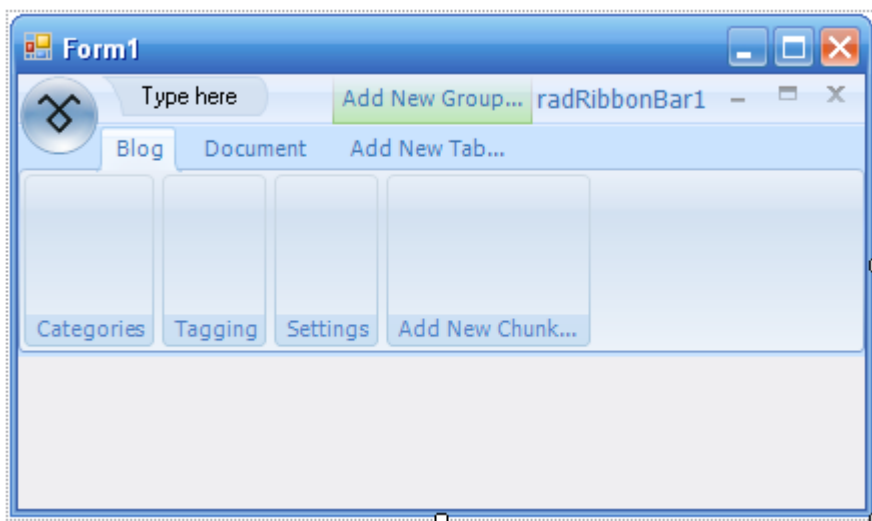 Form1
Type here Add New Group... radRibbonBar1
Blog Document Add New Tab...
Categories Tagging Settings Add New Chunk...